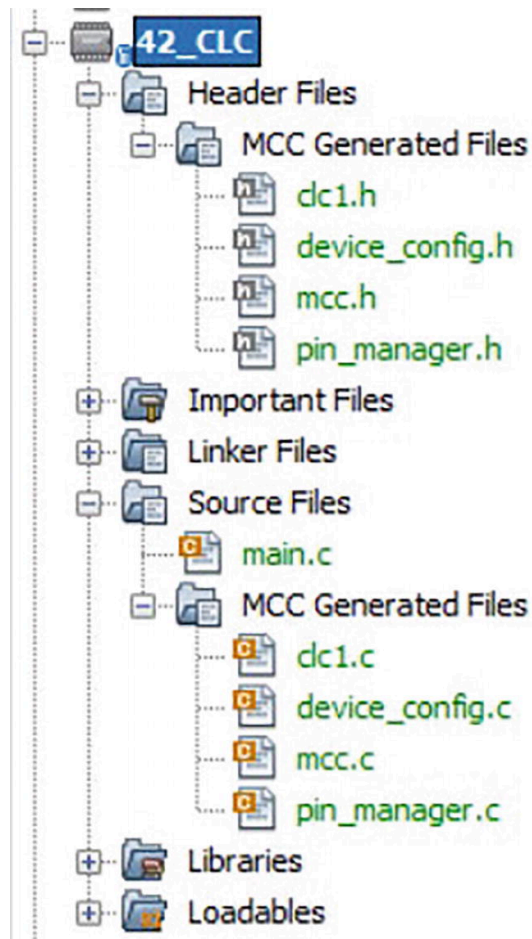 42_CLC
Header Files
MCC Generated Files
clc1.h
device_config.h
mcc.h
pin_manager.h
Important Files
Linker Files
Source Files
main.c
MCC Generated Files
clc1.c
device_config.c
mcc.c
pin_manager.c
Libraries
Loadables